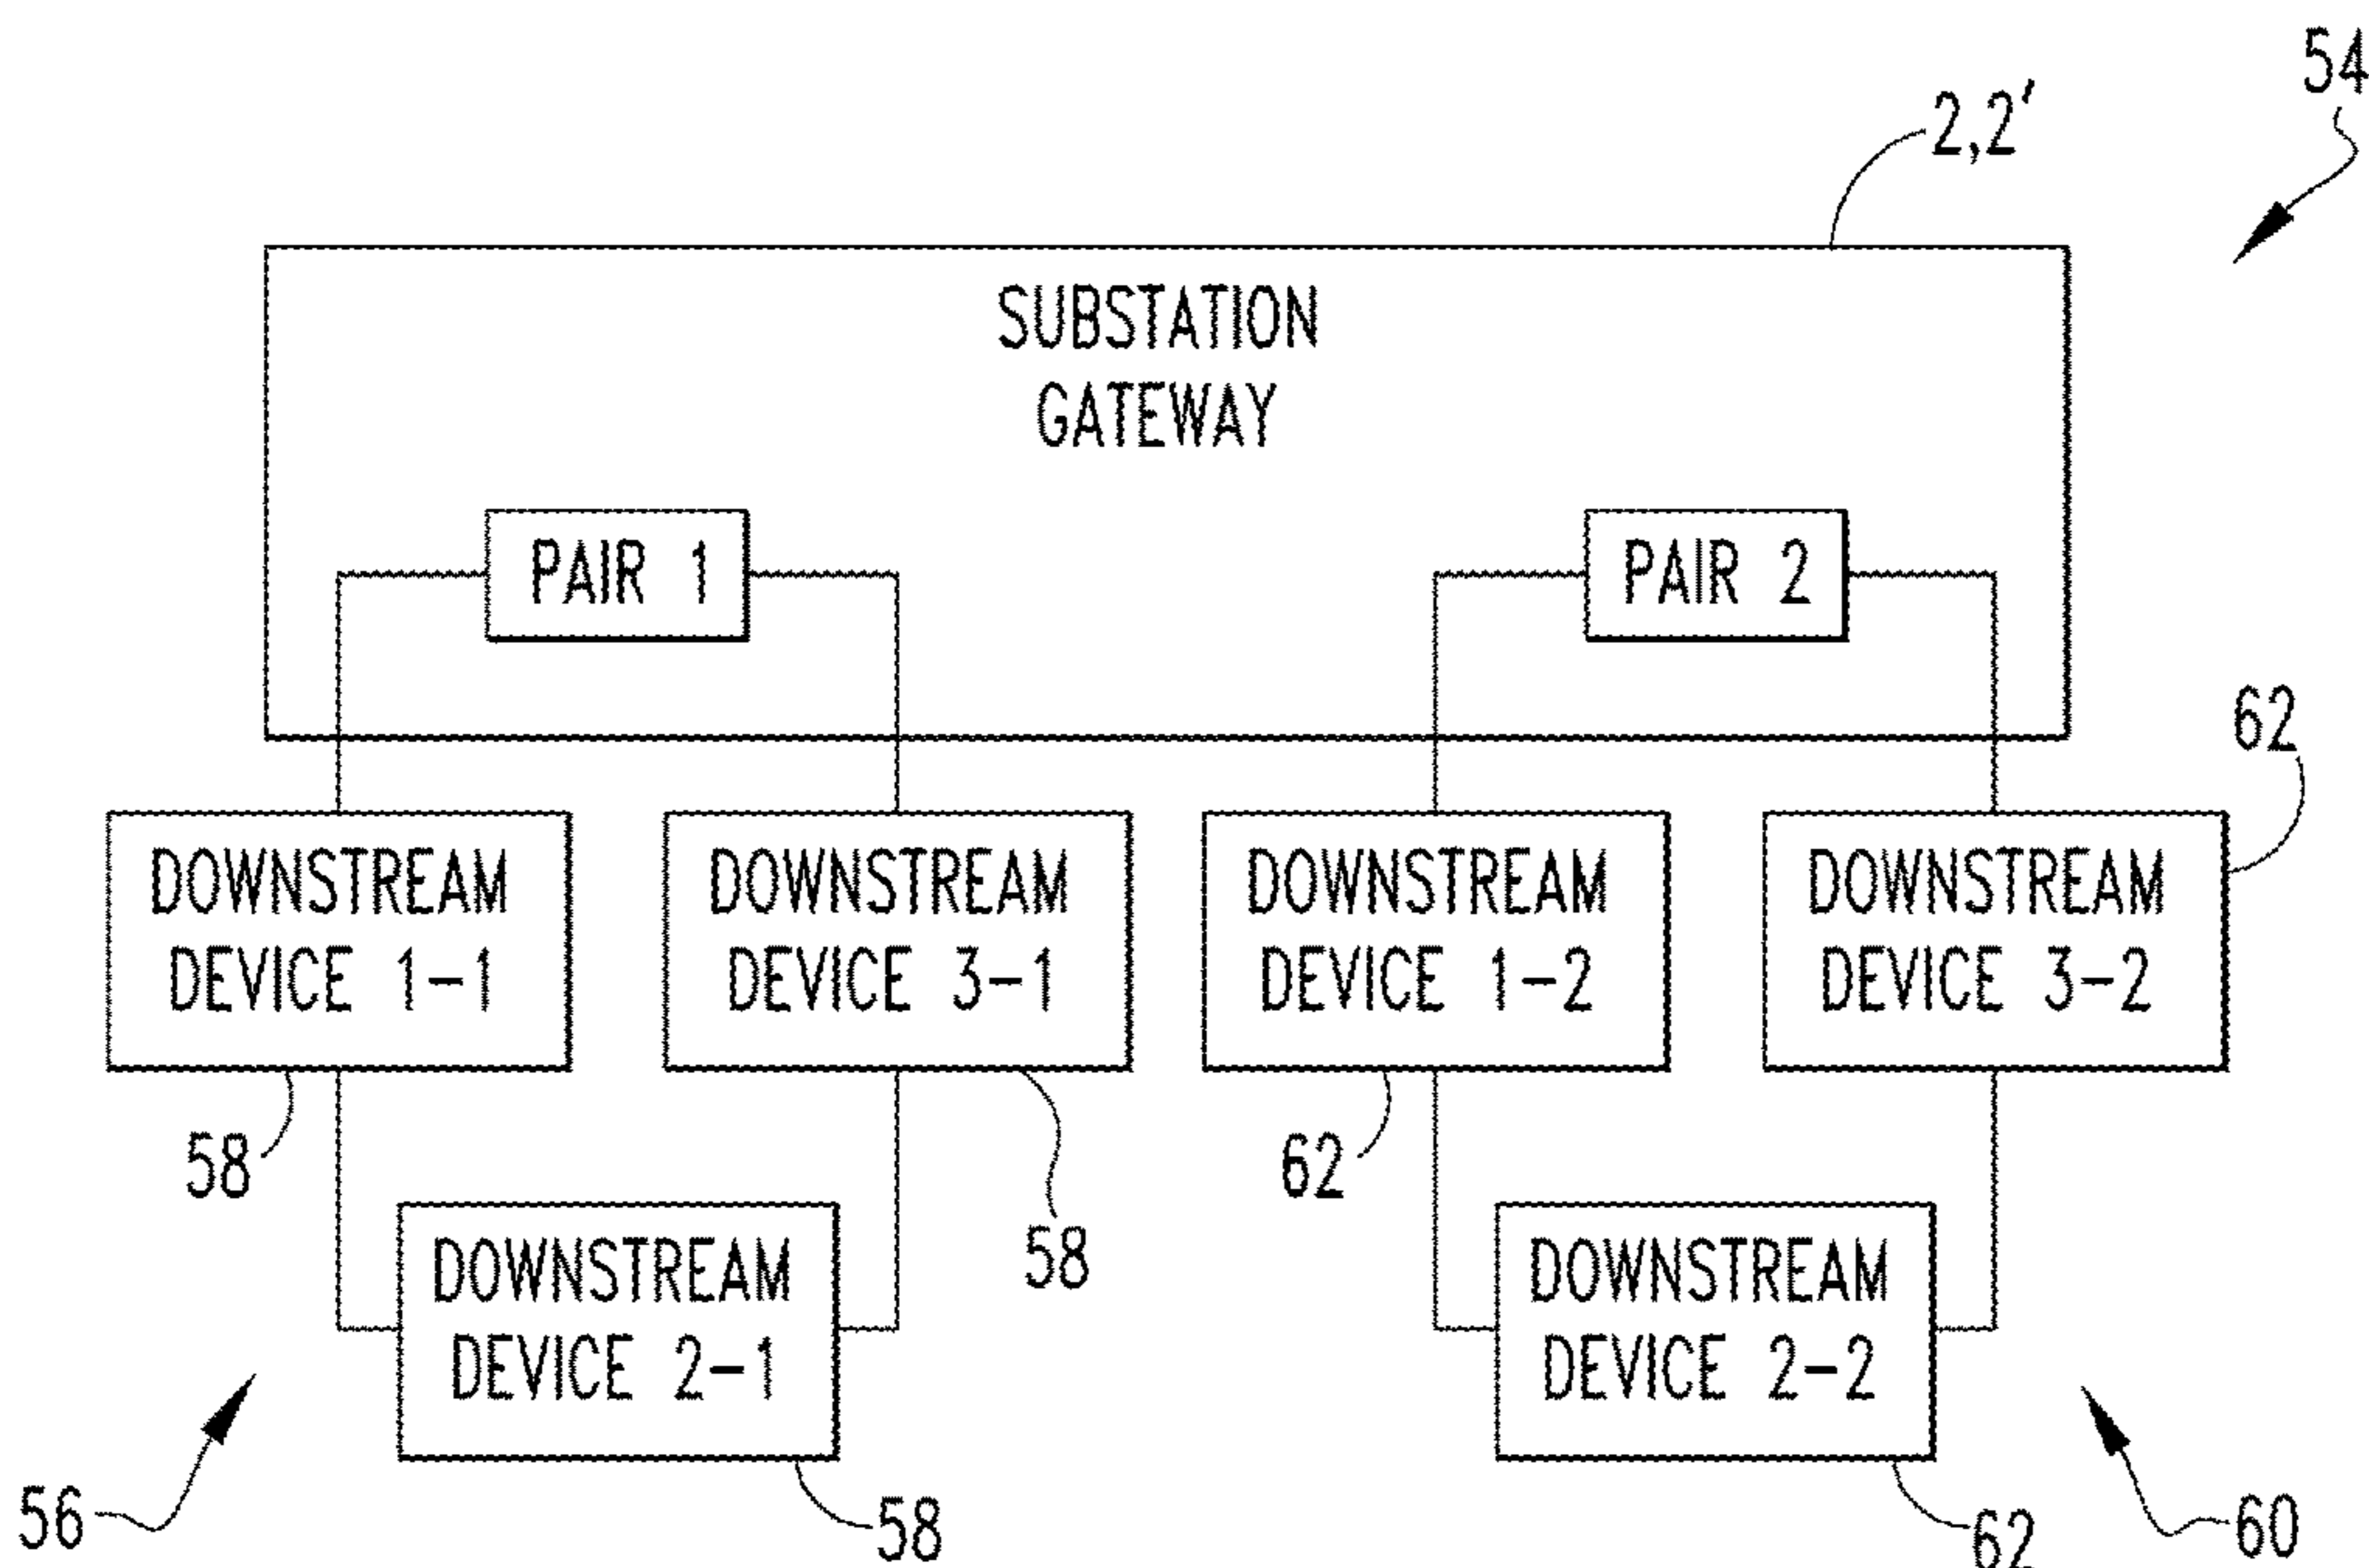 54
2,2'
SUBSTATION
GATEWAY
PAIR 1
PAIR 2
62
DOWNSTREAM
DEVICE 1-1
DOWNSTREAM
DEVICE 3-1
DOWNSTREAM
DEVICE 1-2
DOWNSTREAM
DEVICE 3-2
58
58
62
DOWNSTREAM
DEVICE 2-1
DOWNSTREAM
DEVICE 2-2
56
58
62
60